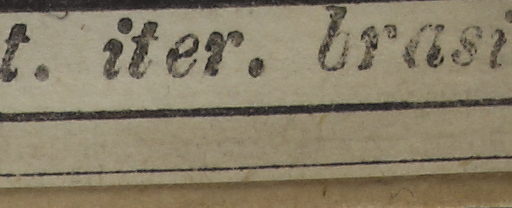 t. iter. brasi